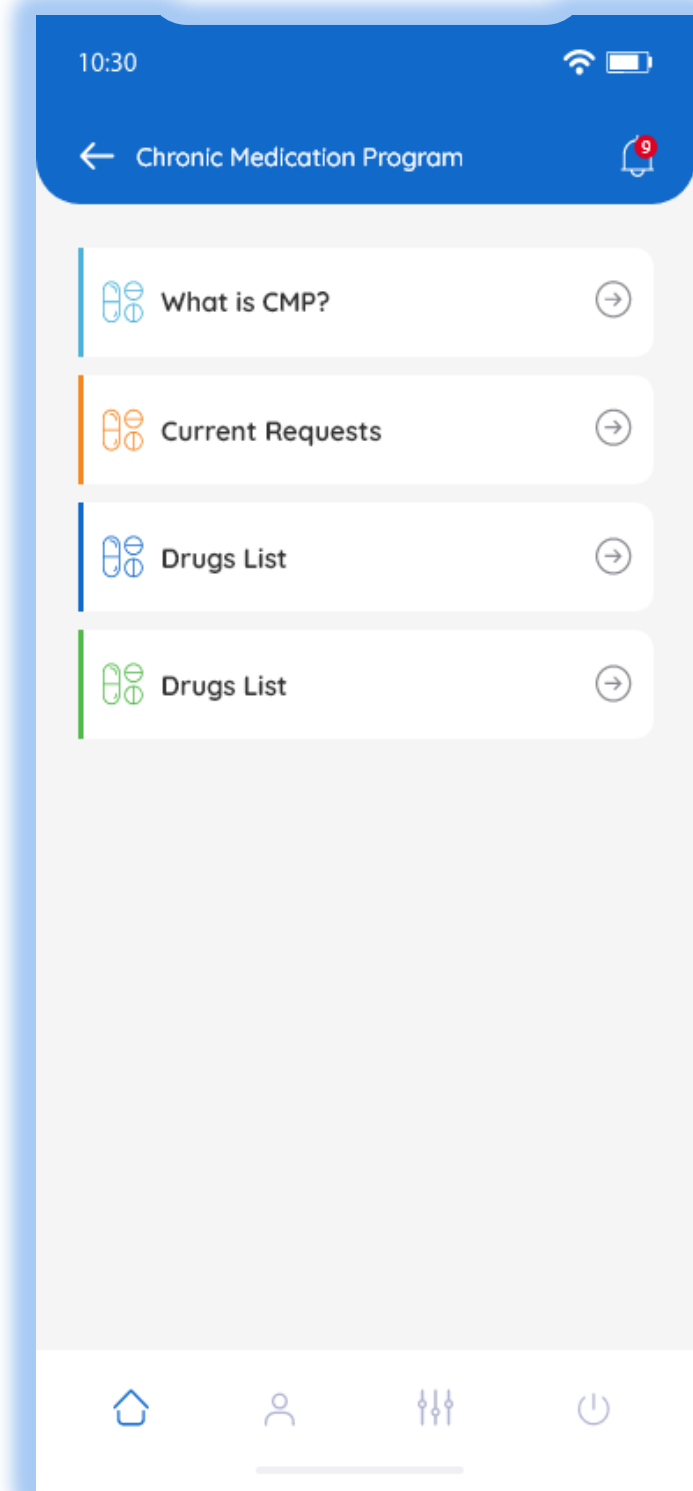 10:30
Chronic Medication Program
9
What is CMP?
Current Requests
Drugs List
Drugs List